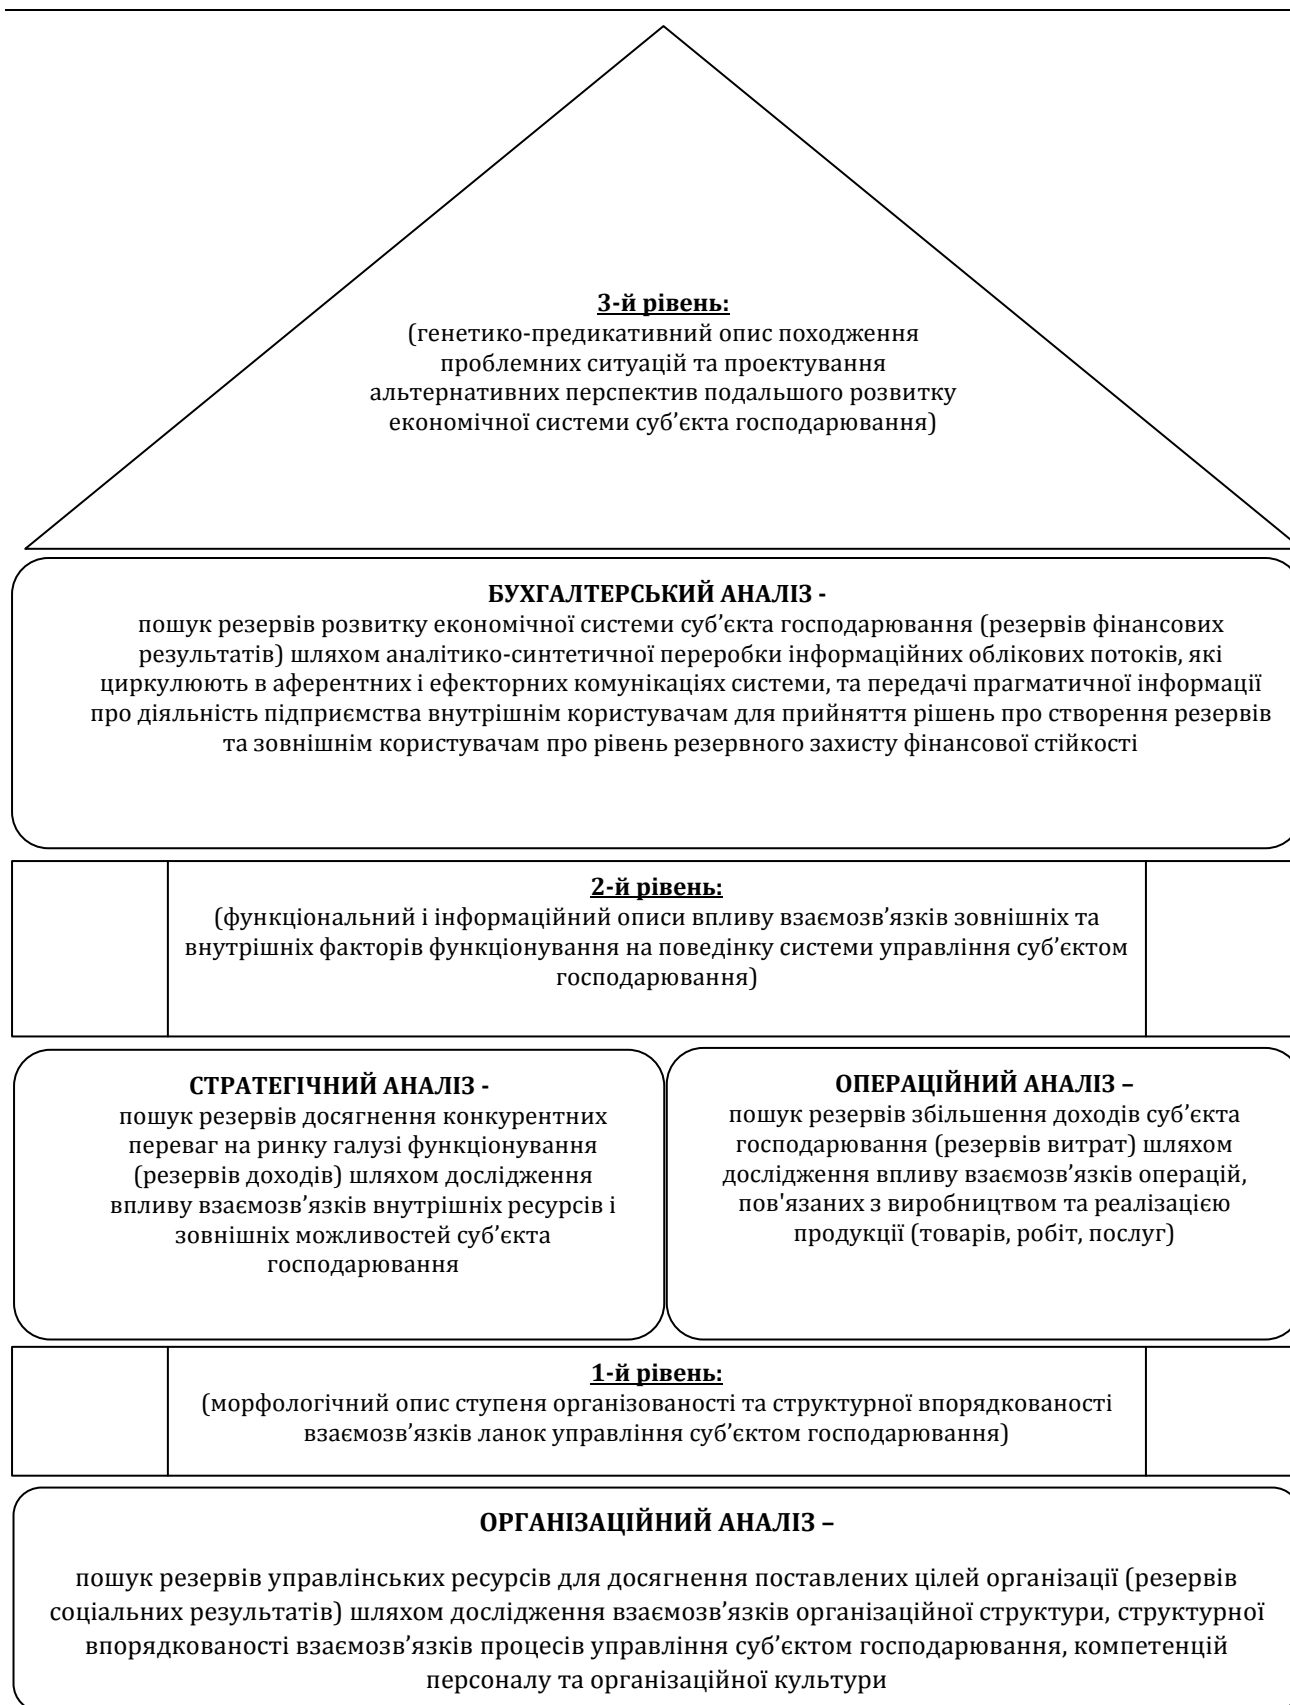 3-й рівень:
(генетико-предикативний опис походження
проблемних ситуацій та проектування
альтернативних перспектив подальшого розвитку
економічної системи суб’єкта господарювання)
БУХГАЛТЕРСЬКИЙ АНАЛІЗ -
пошук резервів розвитку економічної системи суб’єкта господарювання (резервів фінансових
результатів) шляхом аналітико-синтетичної переробки інформаційних облікових потоків, які
циркулюють в аферентних і ефекторних комунікаціях системи, та передачі прагматичної інформації
про діяльність підприємства внутрішнім користувачам для прийняття рішень про створення резервів
та зовнішнім користувачам про рівень резервного захисту фінансової стійкості
2-й рівень:
(функціональний і інформаційний описи впливу взаємозв’язків зовнішніх та
внутрішніх факторів функціонування на поведінку системи управління суб’єктом
господарювання)
СТРАТЕГІЧНИЙ АНАЛІЗ -
пошук резервів досягнення конкурентних
переваг на ринку галузі функціонування
(резервів доходів) шляхом дослідження
впливу взаємозв’язків внутрішніх ресурсів і
зовнішніх можливостей суб’єкта
господарювання
ОПЕРАЦІЙНИЙ АНАЛІЗ –
пошук резервів збільшення доходів суб’єкта
господарювання (резервів витрат) шляхом
дослідження впливу взаємозв’язків операцій,
пов'язаних з виробництвом та реалізацією
продукції (товарів, робіт, послуг)
1-й рівень:
(морфологічний опис ступеня організованості та структурної впорядкованості
взаємозв’язків ланок управління суб’єктом господарювання)
ОРГАНІЗАЦІЙНИЙ АНАЛІЗ –
пошук резервів управлінських ресурсів для досягнення поставлених цілей організації (резервів
соціальних результатів) шляхом дослідження взаємозв’язків організаційної структури, структурної
впорядкованості взаємозв’язків процесів управління суб’єктом господарювання, компетенцій
персоналу та організаційної культури